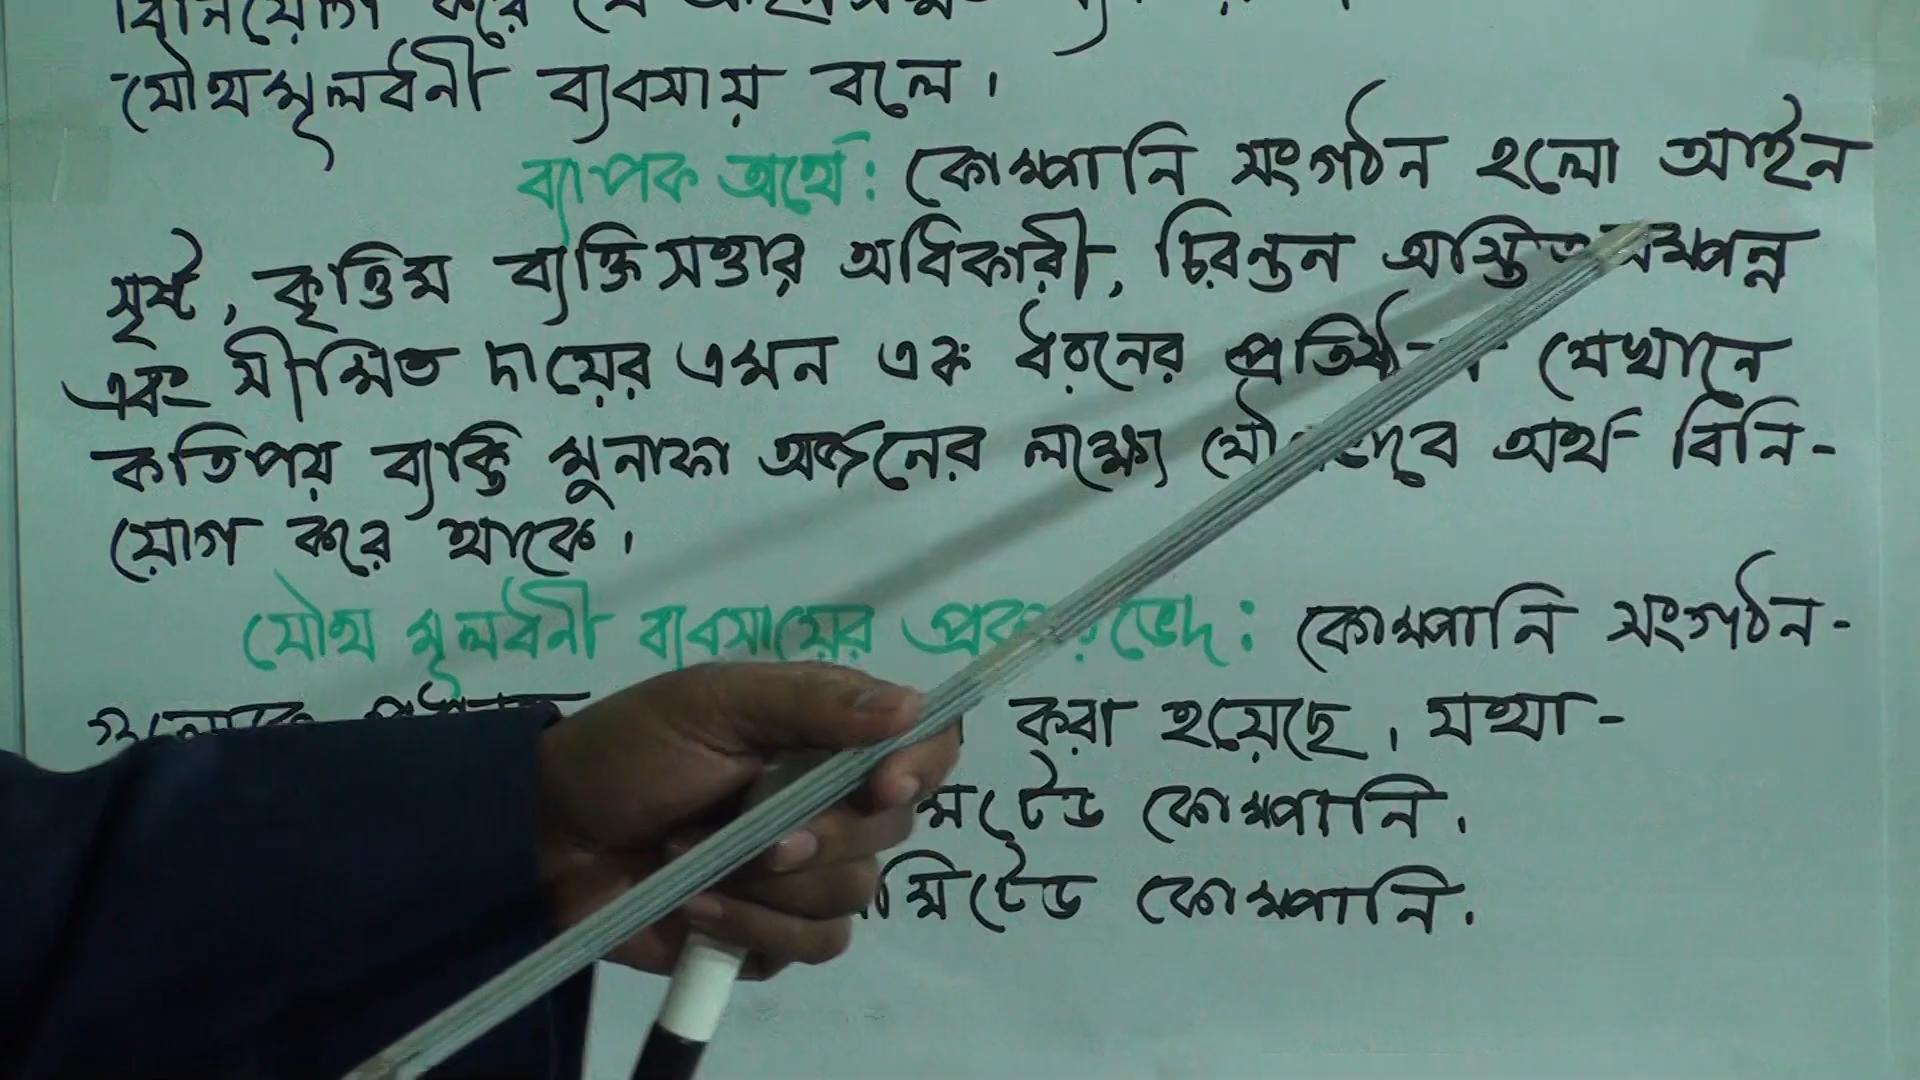 বিনিয়োগ করে যে
যৌথমূলধনী ব্যবসায় বলে।
ব্যাপক অর্থে: কোম্পানি সংগঠন হলো আইন
সৃষ্ট, কৃত্তিম ব্যক্তিসত্তার অধিকারী, চিরন্তন
এবং সীমিত দায়ের এমন এক ধরনের যেখানে
কতিপয় ব্যক্তি মুনাফা অর্জনের লক্ষ্যে অর্থ বিনি-
য়োগ করে থাকে।
যৌথ মূলধনী ব্যবসায়ের কোম্পানি সংগঠন-
করা হয়েছে। যথা-
কোম্পানি।
কোম্পানি।